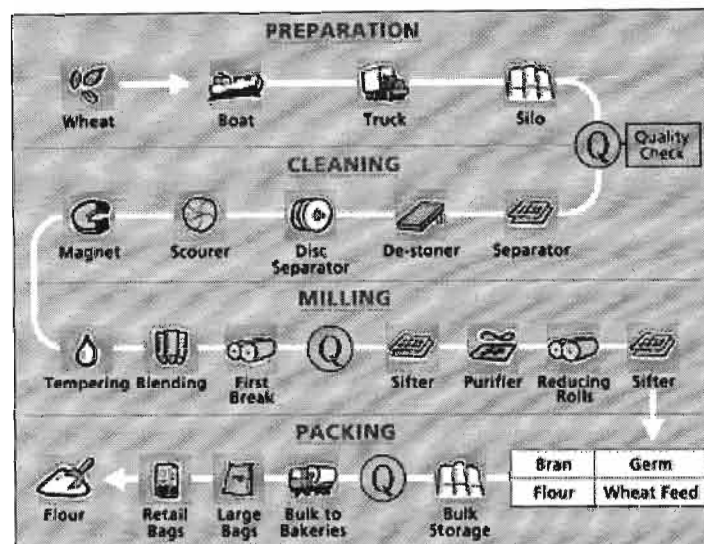 PREPARATION
Wheat
Boat
Truck
Silo
Q
Quality
Check
CLEANING
Magnet
Scourer
Disc
Separator
De-stoner
Separator
MILLING
Tempering
Blending
First
Break
Q
Sifter
Purifier
Reducing
Rolls
Sifter
PACKING
Bran
Germ
Flour
Wheat Feed
Flour
Retail
Bags
Large
Bags
Bulk to
Bakeries
Q
Bulk
Storage